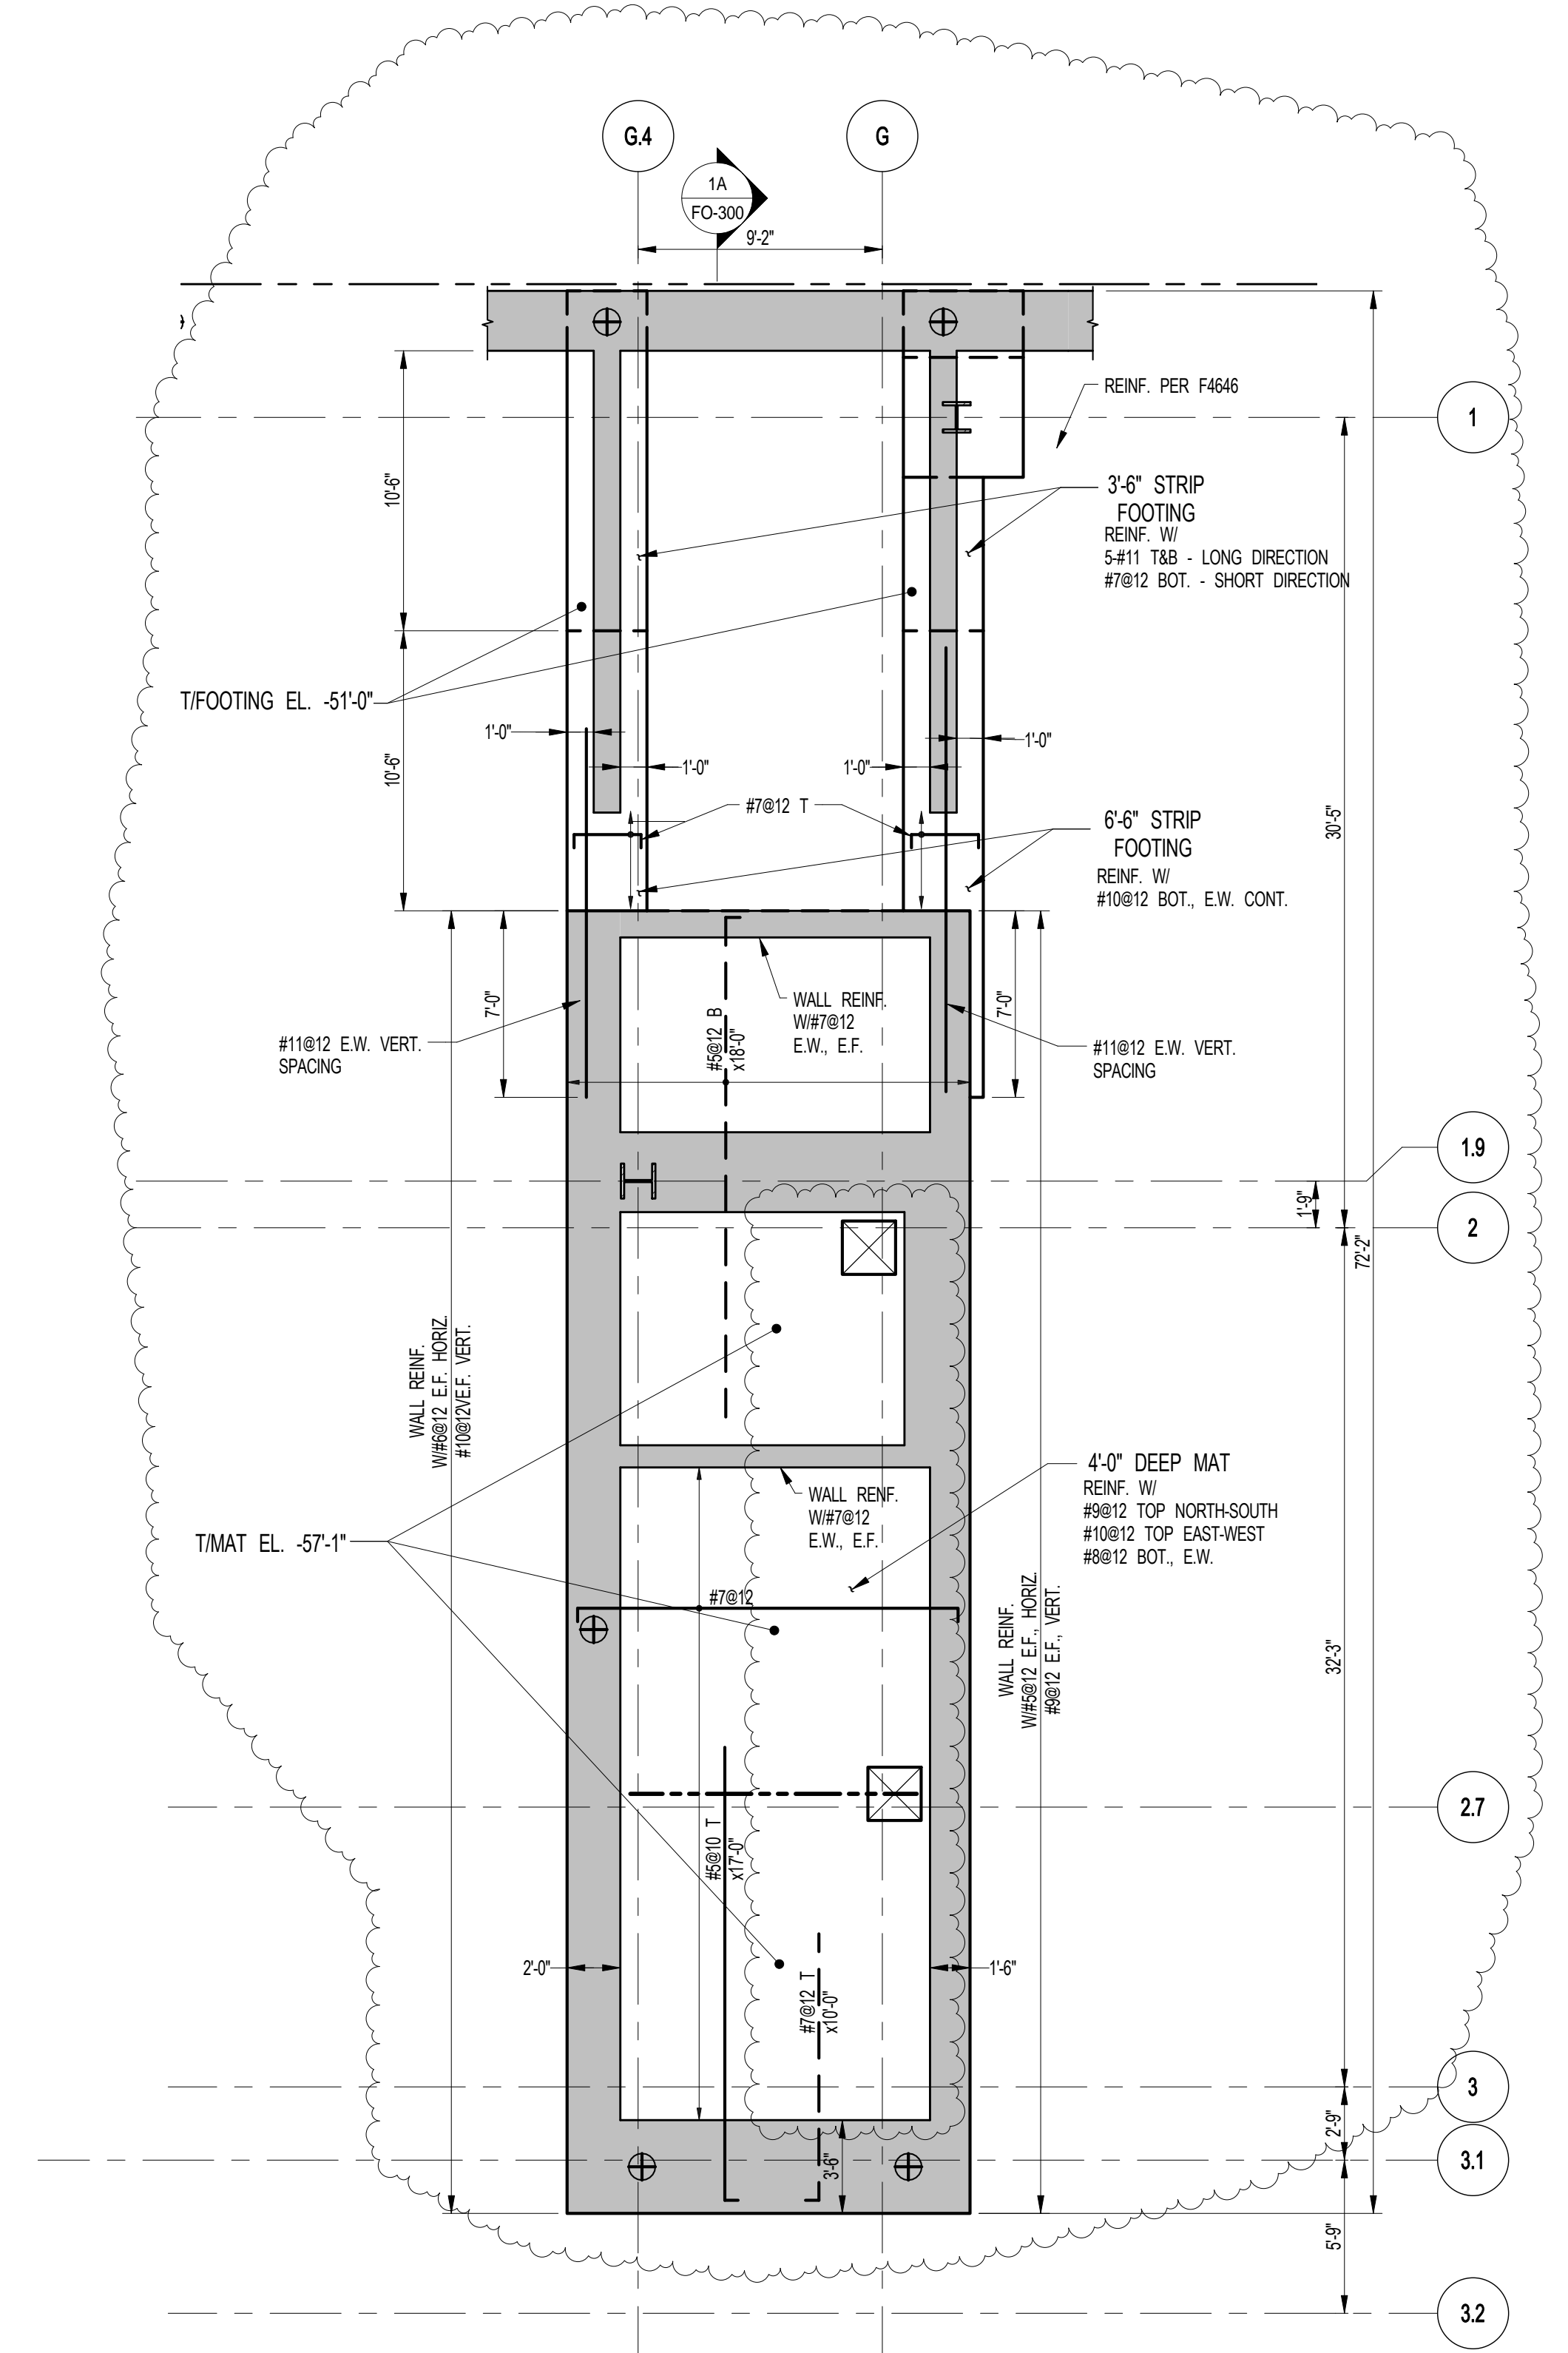 G.4
G
1A
FO-300
9'-2"
REINF. PER F4646
1
10'-6"
3'-6" STRIP
FOOTING
REINF. W/
5-#11 T&B - LONG DIRECTION
#7@12 BOT. - SHORT DIRECTION
T/FOOTING EL. -51'-0"
10'-6"
1'-0"
1'-0"
1'-0"
1'-0"
#7@12 T
30'-5"
6'-6" STRIP
FOOTING
REINF. W/
#10@12 BOT., E.W. CONT.
7'-0"
WALL REINF.
W/#7@12
E.W., E.F.
7'-0"
#5@12 B
x18'-0"
#11@12 E.W. VERT.
SPACING
#11@12 E.W. VERT.
SPACING
1.9
1'-9"
2
72'-2"
WALL REINF.
W/#6@12 E.F. HORIZ.
#10@12VE.F. VERT.
4'-0" DEEP MAT
REINF. W/
#9@12 TOP NORTH-SOUTH
#10@12 TOP EAST-WEST
#8@12 BOT., E.W.
WALL RENF.
W/#7@12
E.W., E.F.
T/MAT EL. -57'-1"
#7@12
WALL REINF.
W/#5@12 E.F., HORIZ.
#9@12 E.F., VERT.
32'-3"
2.7
#5@10 T
x17'-0"
2'-0"
1'-6"
#7@12 T
x10'-0"
3
2'-9"
3'-6"
3.1
5'-9"
3.2